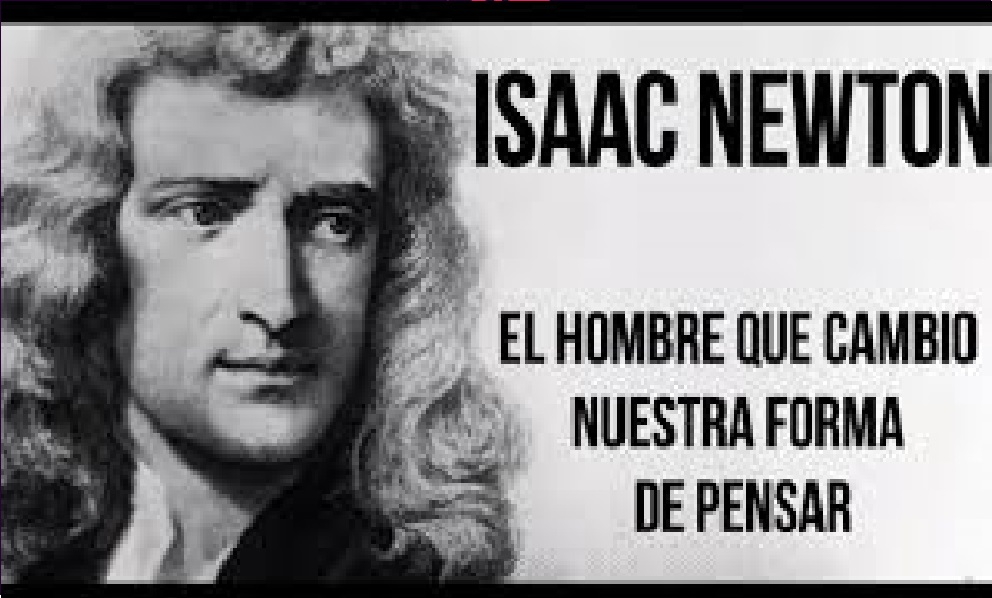 ISAAC NEWTON
EL HOMBRE QUE CAMBIO
NUESTRA FORMA
DE PENSAR